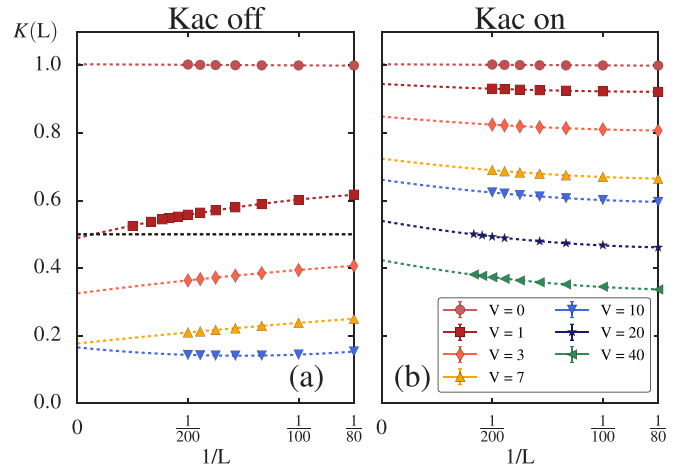 Kac off
Kac on
K(L)
1.0
0.8
0.6
0.4
0.2
0.0
(a)
(b)
V = 0
V = 1
V = 3
V = 7
V = 10
V = 20
V = 40
0
1/200
1/100
1/80
1/L
0
1/200
1/100
1/80
1/L